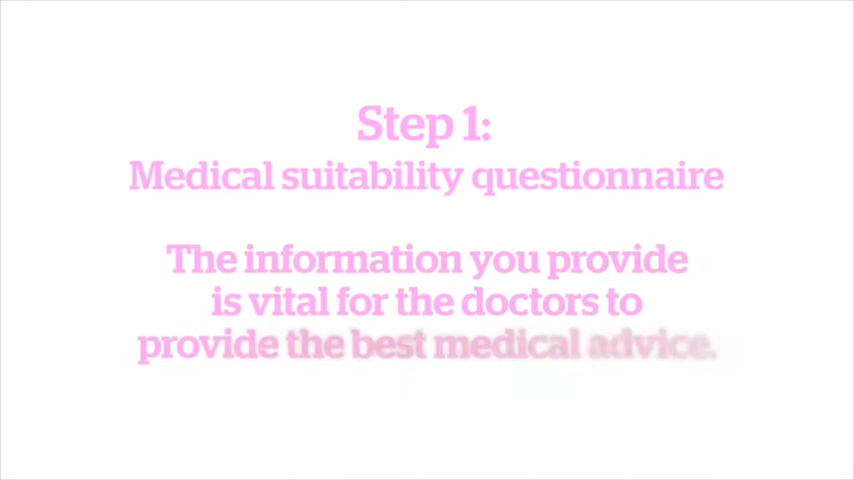 Step 1:
Medical suitability questionnaire
The information you provide
is vital for the doctors to
provide the best medical advice.